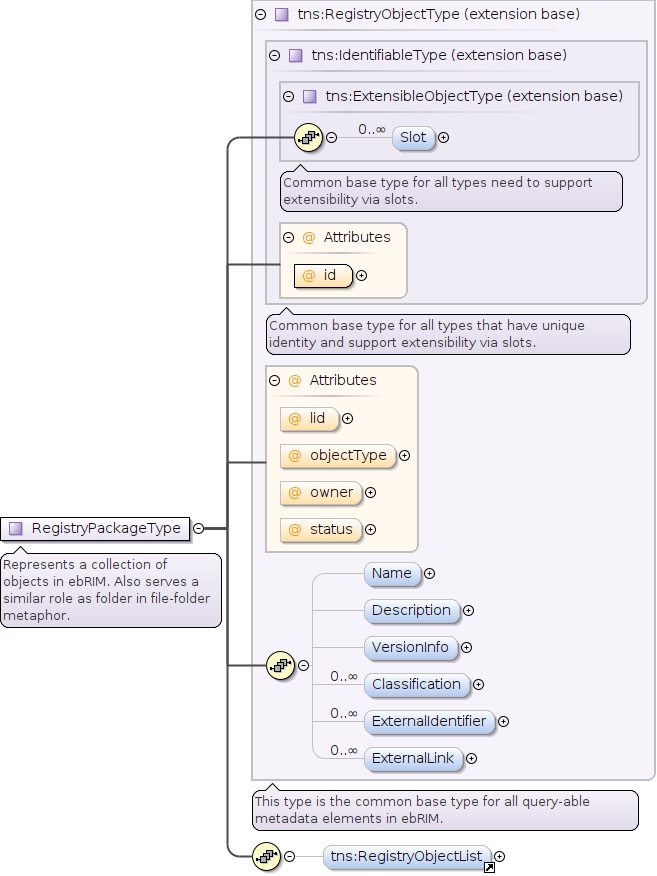 tns:RegistryObjectType (extension base)
tns:IdentifiableType (extension base)
tns:ExtensibleObjectType (extension base)
0..∞ Slot
Common base type for all types need to support
extensibility via slots.
@ Attributes
@ id
Common base type for all types that have unique
identity and support extensibility via slots.
@ Attributes
@ lid
@ objectType
@ owner
@ status
RegistryPackageType
Represents a collection of
objects in ebRIM. Also serves a
similar role as folder in file-folder
metaphor.
Name
Description
VersionInfo
0..∞ Classification
0..∞ ExternalIdentifier
0..∞ ExternalLink
This type is the common base type for all query-able
metadata elements in ebRIM.
tns:RegistryObjectList